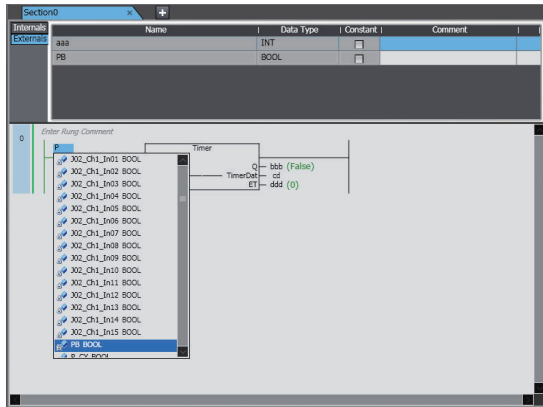 Section0 × +
Internals
Externals
Name Data Type Constant Comment
aaa INT
PB BOOL
0
Enter Rung Comment
P
Timer
Q bbb (False)
TimerDat cd
ET ddd (0)
J02_Ch1_In01 BOOL
J02_Ch1_In02 BOOL
J02_Ch1_In03 BOOL
J02_Ch1_In04 BOOL
J02_Ch1_In05 BOOL
J02_Ch1_In06 BOOL
J02_Ch1_In07 BOOL
J02_Ch1_In08 BOOL
J02_Ch1_In09 BOOL
J02_Ch1_In10 BOOL
J02_Ch1_In11 BOOL
J02_Ch1_In12 BOOL
J02_Ch1_In13 BOOL
J02_Ch1_In14 BOOL
J02_Ch1_In15 BOOL
PB BOOL
P_CY BOOL